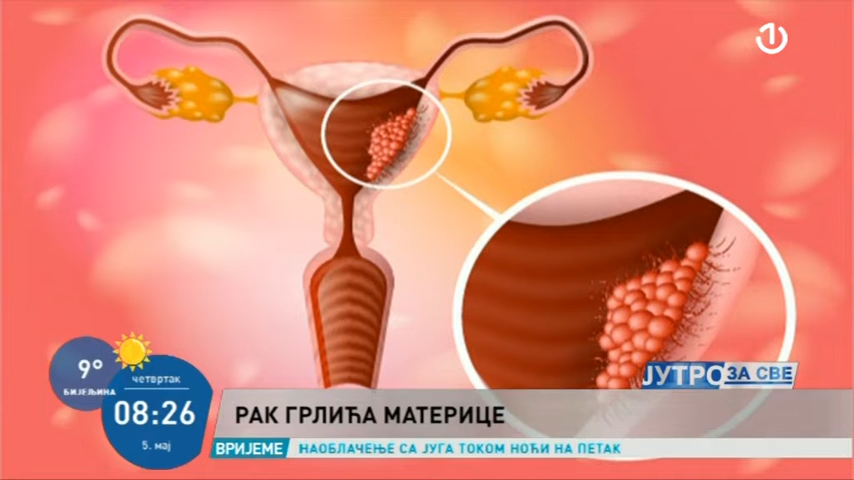 1
ЈУТРО ЗА СВЕ
9°
БИЈЕЉИНА
четвртак
08:26
5. мај
РАК ГРЛИЋА МАТЕРИЦЕ
ВРИЈЕМЕ НАОБЛАЧЕЊЕ СА ЈУГА ТОКОМ НОЋИ НА ПЕТАК